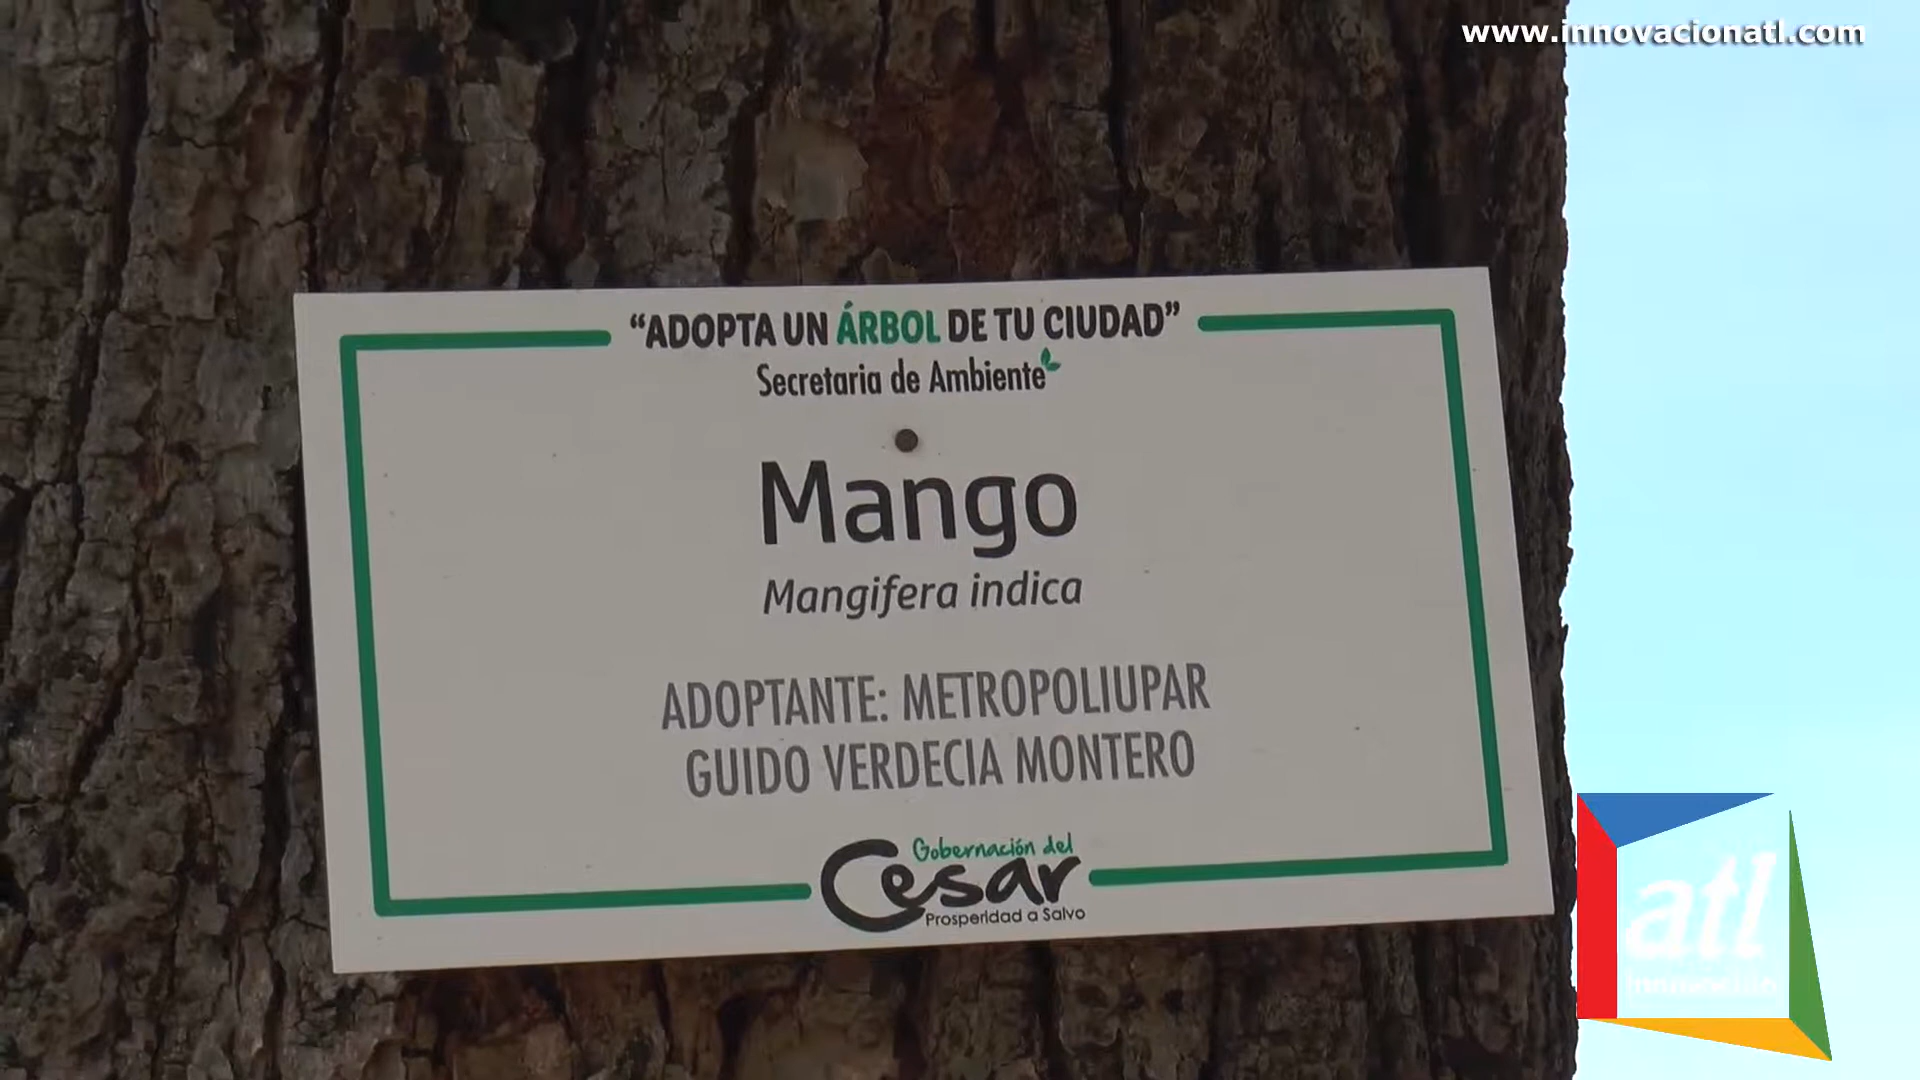 www.innovacionatl.com
“ADOPTA UN ÁRBOL DE TU CIUDAD”
Secretaria de Ambiente
Mango
Mangifera indica
ADOPTANTE: METROPOLIUPAR
GUIDO VERDECIA MONTERO
Gobernación del
Cesar
Prosperidad a Salvo
atl
innovación